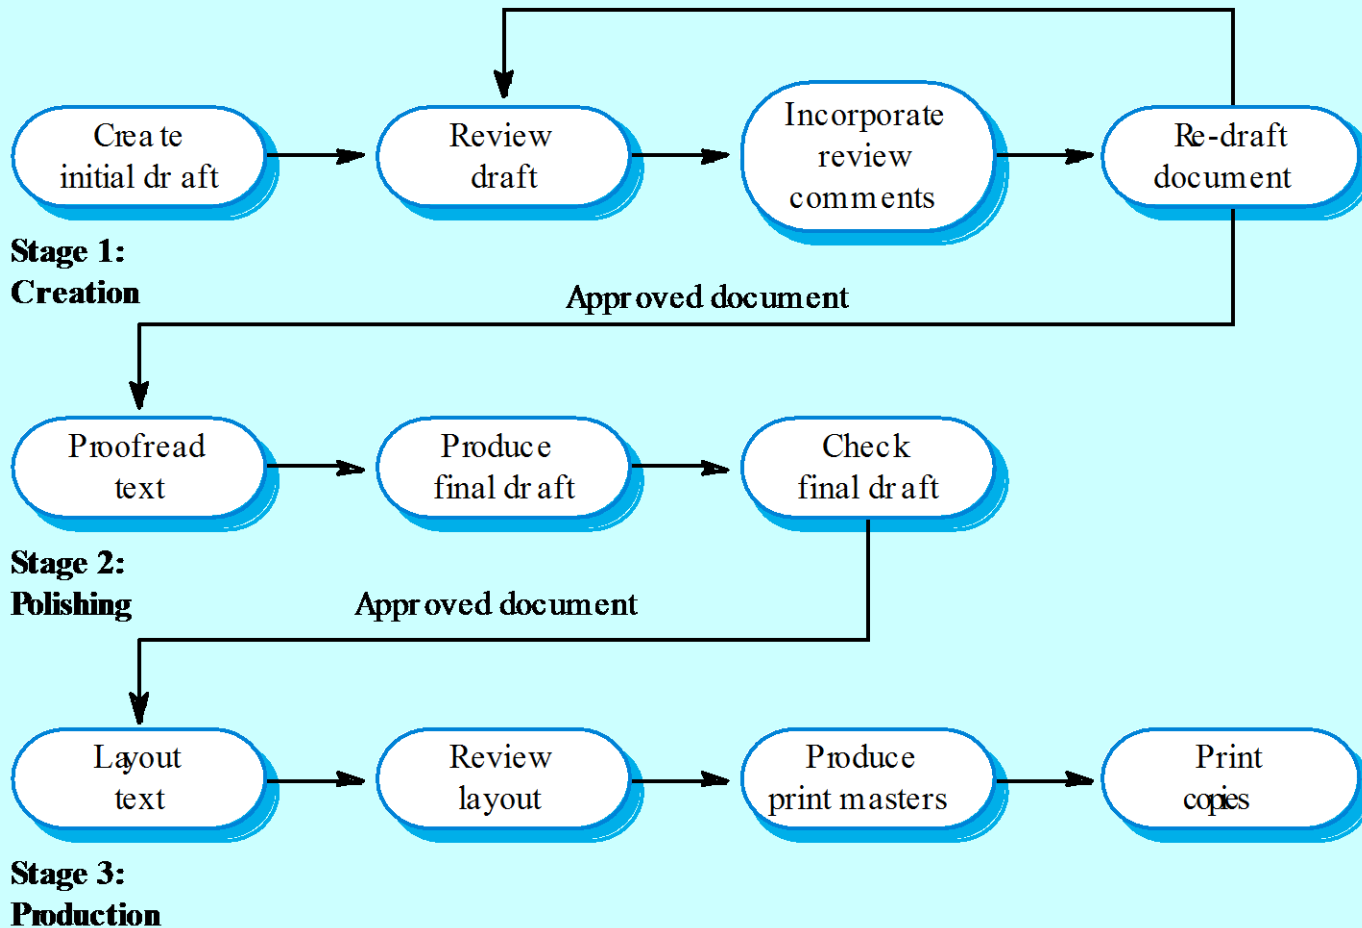 Create
initial draft
Review
draft
Incorporate
review
comments
Re-draft
document
Stage 1:
Creation
Approved document
Proofread
text
Produce
final draft
Check
final draft
Stage 2:
Polishing
Approved document
Layout
text
Review
layout
Produce
print masters
Print
copies
Stage 3:
Production